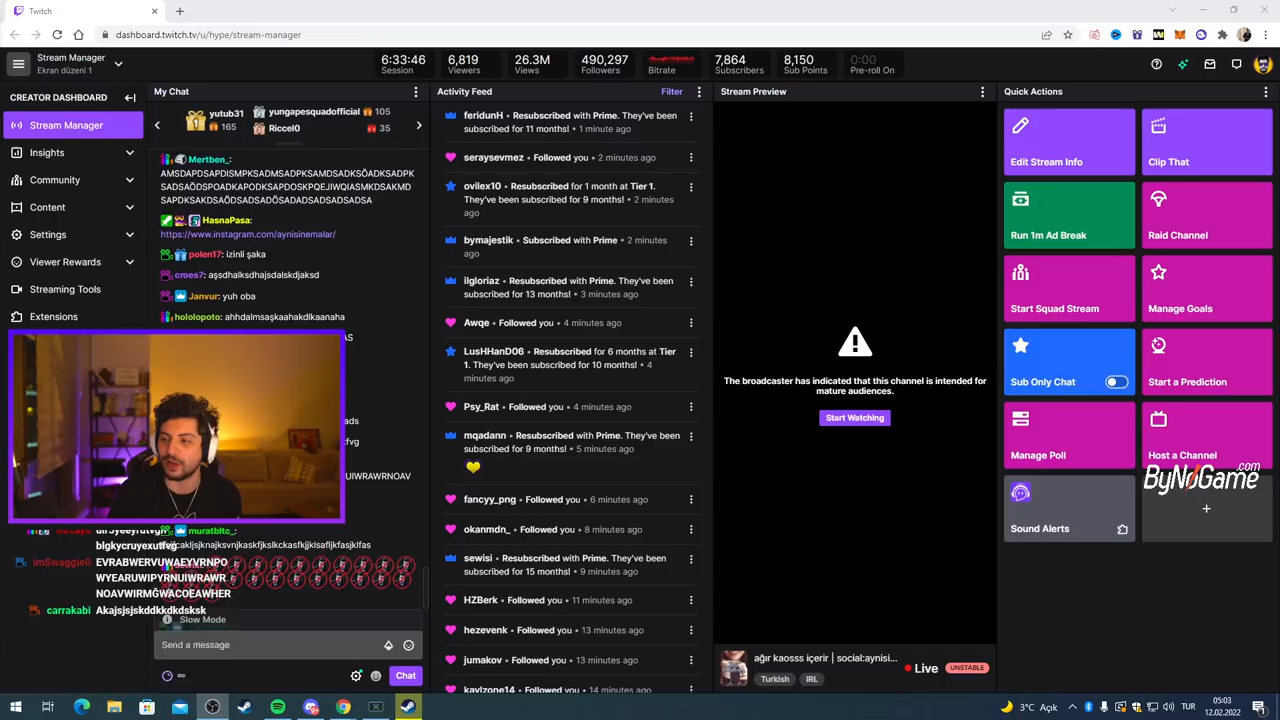 Twitch
dashboard.twitch.tv/u/hype/stream-manager
Stream Manager
Ekran düzeni 1
6:33:46
Session
6,819
Viewers
26.3M
Views
490,297
Followers
Bitrate
7,864
Subscribers
8,150
Sub Points
0:00
Pre-roll On
CREATOR DASHBOARD
Stream Manager
Insights
Community
Content
Settings
Viewer Rewards
Streaming Tools
Extensions
My Chat
yutub31
165
yungapesquadofficial 105
Riccel0 35
Mertben_:
AMSDAPDSAPDISMPKSADMSADPKSAMDSADKSÖADKSADPK
SADSAÖDSPOADKAPODKSAPDOSKPQEJIWQIASMKDASKMD
SAPDKSAKDSAÖDSADÖSADADSADSADSADSA
HasnaPasa:
https://www.instagram.com/aynisinemalar/
polen17: izinli şaka
croes7: aşsdhalksdhajsdalskdjaksd
Janvur: yuh oba
hololopoto: ahhdalmsaşkaahakdlkaanaha
muratbltc_:
blgkycruyexutfvg
ImSwaggie0 EVRABWERVUWAEYVRNPO
WYEARUWIPYRNUIWRAWR
NOAVWIRMĞWACOEAWHER
carrakabi Akajsjsjskddkkdkdsksk
Slow Mode
Send a message
Chat
Activity Feed
Filter
feridunH • Resubscribed with Prime. They've been
subscribed for 11 months! • 1 minute ago
seraysevmez • Followed you • 2 minutes ago
ovilex10 • Resubscribed for 1 month at Tier 1.
They've been subscribed for 9 months! • 2 minutes
ago
bymajestik • Subscribed with Prime • 2 minutes
ago
ilgloriaz • Resubscribed with Prime. They've been
subscribed for 13 months! • 3 minutes ago
Awqe • Followed you • 4 minutes ago
LusHHanD06 • Resubscribed for 6 months at Tier
1. They've been subscribed for 10 months! • 4
minutes ago
Psy_Rat • Followed you • 4 minutes ago
mqadann • Resubscribed with Prime. They've been
subscribed for 9 months! • 5 minutes ago
fancyy_png • Followed you • 6 minutes ago
okanmdn_ • Followed you • 8 minutes ago
sewisi • Resubscribed with Prime. They've been
subscribed for 15 months! • 9 minutes ago
HZBerk • Followed you • 11 minutes ago
hezevenk • Followed you • 13 minutes ago
jumakov • Followed you • 13 minutes ago
kaylzone14 • Followed you • 14 minutes ago
Stream Preview
The broadcaster has indicated that this channel is intended for
mature audiences.
Start Watching
ağır kaosss içerir | social:aynisi...
Live
UNSTABLE
Turkish
IRL
Quick Actions
Edit Stream Info
Clip That
Run 1m Ad Break
Raid Channel
Start Squad Stream
Manage Goals
Sub Only Chat
Start a Prediction
Manage Poll
Host a Channel
ByNoGame.com
Sound Alerts
3°C Açık
TUR
05:03
12.02.2022